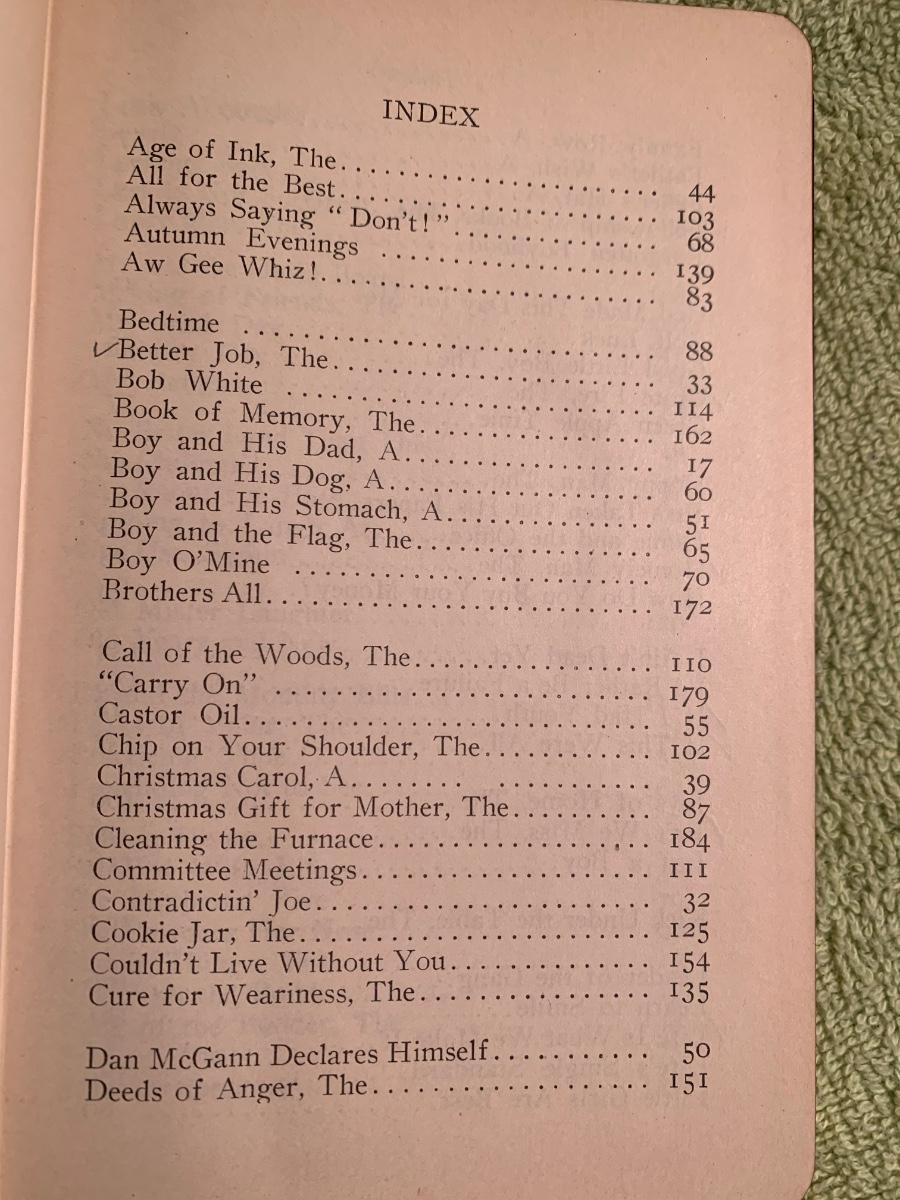 INDEX
Age of Ink, The.................................. 44
All for the Best.................................. 103
Always Saying “Don't!”...................... 68
Autumn Evenings .............................. 139
Aw Gee Whiz!.................................... 83
Bedtime ............................................ 88
✓Better Job, The................................. 33
Bob White ......................................... 114
Book of Memory, The........................ 162
Boy and His Dad, A........................... 17
Boy and His Dog, A........................... 60
Boy and His Stomach, A.................... 51
Boy and the Flag, The....................... 65
Boy O'Mine ...................................... 70
Brothers All....................................... 172
Call of the Woods, The...................... 110
“Carry On” ........................................ 179
Castor Oil.......................................... 55
Chip on Your Shoulder, The.............. 102
Christmas Carol, A........ ............ 39
Christmas Gift for Mother, The.......... 87
Cleaning the Furnace......................... 184
Committee Meetings.......................... 111
Contradictin' Joe................................ 32
Cookie Jar, The.................................. 125
Couldn't Live Without You................ 154
Cure for Weariness, The.................... 135
Dan McGann Declares Himself........... 50
Deeds of Anger, The.......................... 151